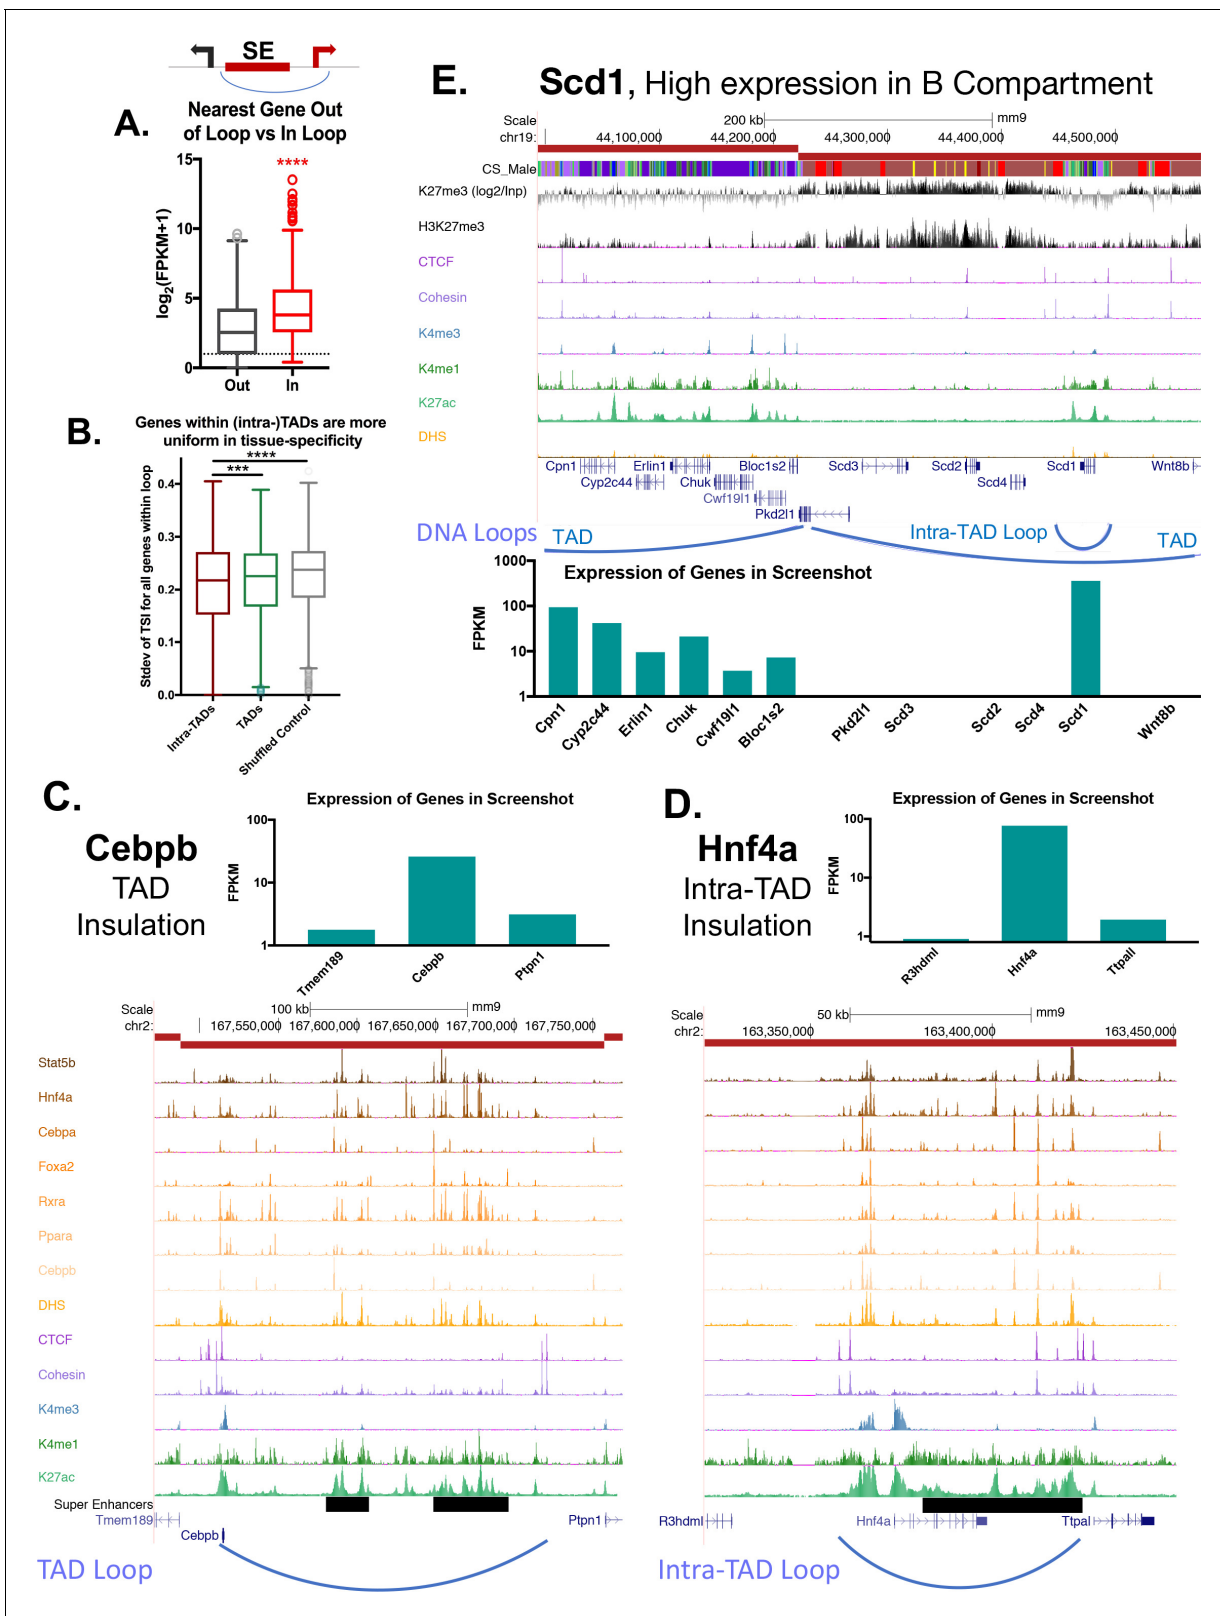 SE
A.
Nearest Gene Out
of Loop vs In Loop
****
15
10
5
0
log2(FPKM+1)
Out
In
B.
Genes within (intra-)TADs are more
uniform in tissue-specificity
****
***
0.4
0.3
0.2
0.1
0.0
Stdev of TSI for all genes within loop
Intra-TADs
TADs
Shuffled Control
E.
Scd1, High expression in B Compartment
Scale
200 kb
mm9
chr19:
44,100,000
44,200,000
44,300,000
44,400,000
44,500,000
CS_Male
K27me3 (log2/Inp)
H3K27me3
CTCF
Cohesin
K4me3
K4me1
K27ac
DHS
Cpn1
Erlin1
Bloc1s2
Scd3
Scd2
Scd1
Wnt8b
Cyp2c44
Chuk
Scd4
Cwf19l1
Pkd2l1
DNA Loops
TAD
Intra-TAD Loop
TAD
Expression of Genes in Screenshot
1000
100
10
1
FPKM
Cpn1
Cyp2c44
Erlin1
Chuk
Cwf19l1
Bloc1s2
Pkd2l1
Scd3
Scd2
Scd4
Scd1
Wnt8b
C.
Cebpb
TAD
Insulation
Expression of Genes in Screenshot
100
10
1
FPKM
Tmem189
Cebpb
Ptpn1
Scale
100 kb
mm9
chr2:
167,550,000
167,600,000
167,650,000
167,700,000
167,750,000
Stat5b
Hnf4a
Cebpa
Foxa2
Rxra
Ppara
Cebpb
DHS
CTCF
Cohesin
K4me3
K4me1
K27ac
Super Enhancers
Tmem189
Ptpn1
Cebpb
TAD Loop
D.
Hnf4a
Intra-TAD
Insulation
Expression of Genes in Screenshot
100
10
1
FPKM
R3hdml
Hnf4a
Ttpall
Scale
50 kb
mm9
chr2:
163,350,000
163,400,000
163,450,000
R3hdml
Hnf4a
Ttpal
Intra-TAD Loop